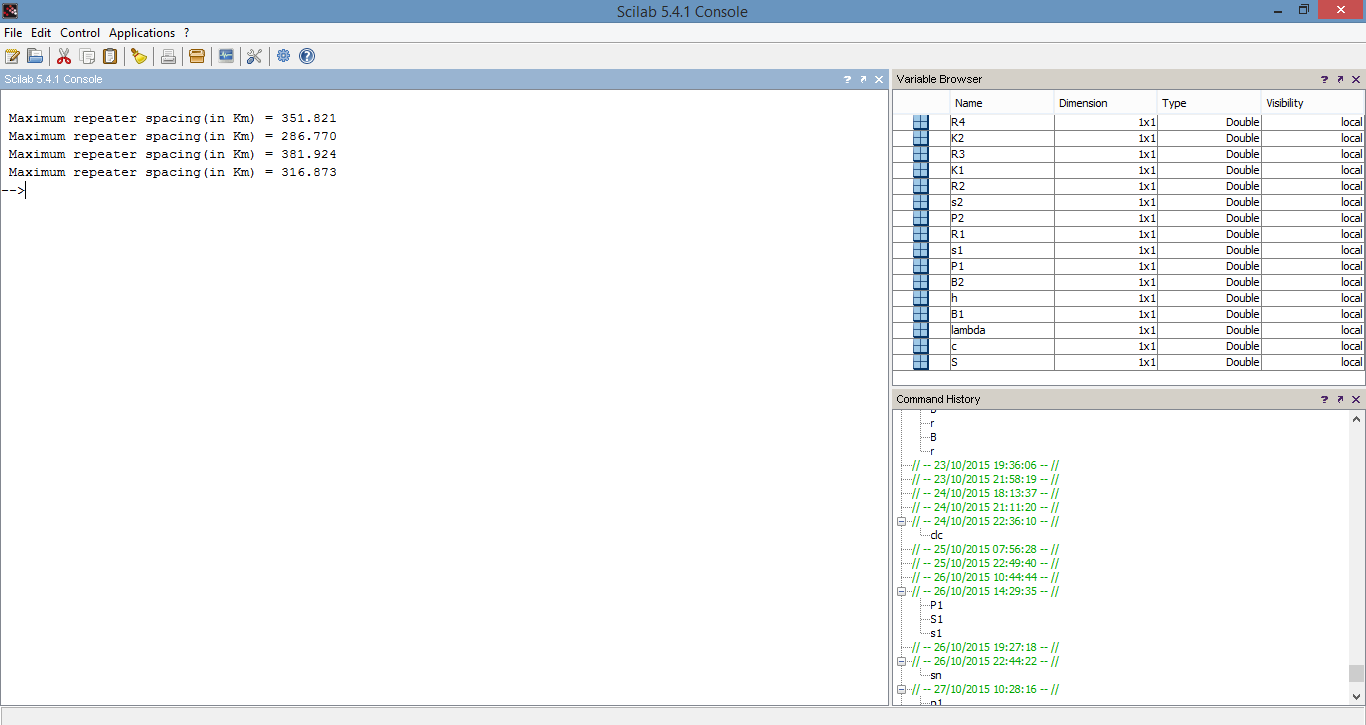 Scilab 5.4.1 Console
File Edit Control Applications ?
Scilab 5.4.1 Console
Maximum repeater spacing(in Km) = 351.821
Maximum repeater spacing(in Km) = 286.770
Maximum repeater spacing(in Km) = 381.924
Maximum repeater spacing(in Km) = 316.873
-->
Variable Browser
Name Dimension Type Visibility
R4 1x1 Double local
K2 1x1 Double local
R3 1x1 Double local
K1 1x1 Double local
R2 1x1 Double local
s2 1x1 Double local
P2 1x1 Double local
R1 1x1 Double local
s1 1x1 Double local
P1 1x1 Double local
B2 1x1 Double local
h 1x1 Double local
B1 1x1 Double local
lambda 1x1 Double local
c 1x1 Double local
S 1x1 Double local
Command History
r
B
r
// -- 23/10/2015 19:36:06 -- //
// -- 23/10/2015 21:58:19 -- //
// -- 24/10/2015 18:13:37 -- //
// -- 24/10/2015 21:11:20 -- //
// -- 24/10/2015 22:36:10 -- //
clc
// -- 25/10/2015 07:56:28 -- //
// -- 25/10/2015 22:49:40 -- //
// -- 26/10/2015 10:44:44 -- //
// -- 26/10/2015 14:29:35 -- //
P1
S1
s1
// -- 26/10/2015 19:27:18 -- //
// -- 26/10/2015 22:44:22 -- //
sn
// -- 27/10/2015 10:28:16 -- //